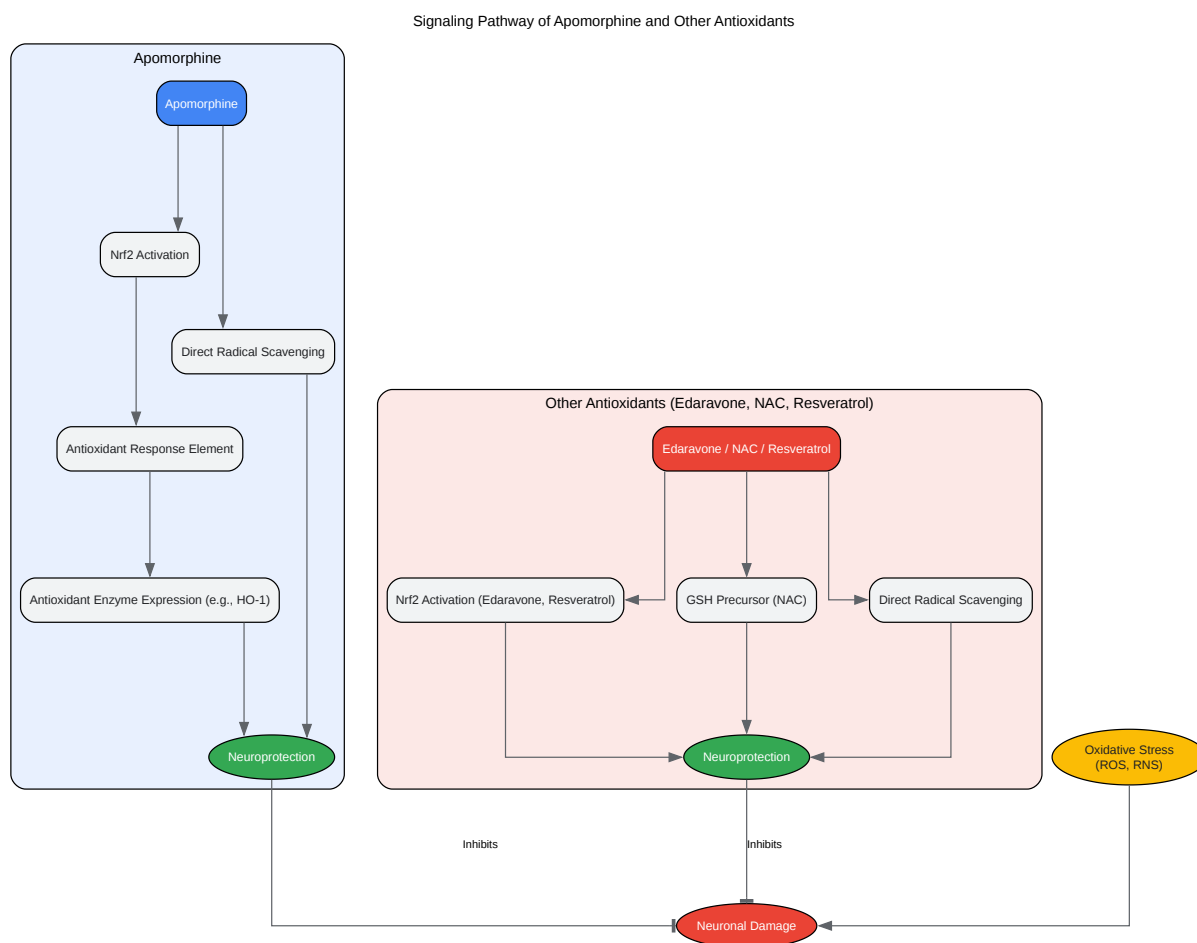 Signaling Pathway of Apomorphine and Other Antioxidants
Apomorphine
Apomorphine
Nrf2 Activation
Direct Radical Scavenging
Antioxidant Response Element
Antioxidant Enzyme Expression (e.g., HO-1)
Neuroprotection
Other Antioxidants (Edaravone, NAC, Resveratrol)
Edaravone / NAC / Resveratrol
Nrf2 Activation (Edaravone, Resveratrol)
GSH Precursor (NAC)
Direct Radical Scavenging
Neuroprotection
Oxidative Stress
(ROS, RNS)
Inhibits
Inhibits
Neuronal Damage